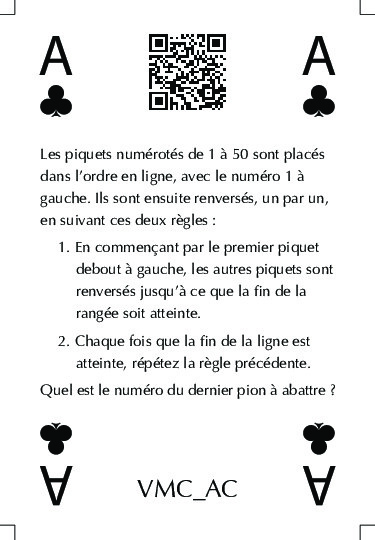 A A
Les piquets numérotés de 1 à 50 sont placés
dans l'ordre en ligne, avec le numéro 1 à
gauche. Ils sont ensuite renversés, un par un,
en suivant ces deux règles :
1. En commençant par le premier piquet
debout à gauche, les autres piquets sont
renversés jusqu'à ce que la fin de la
rangée soit atteinte.
2. Chaque fois que la fin de la ligne est
atteinte, répétez la règle précédente.
Quel est le numéro du dernier pion à abattre ?
A VMC_AC A